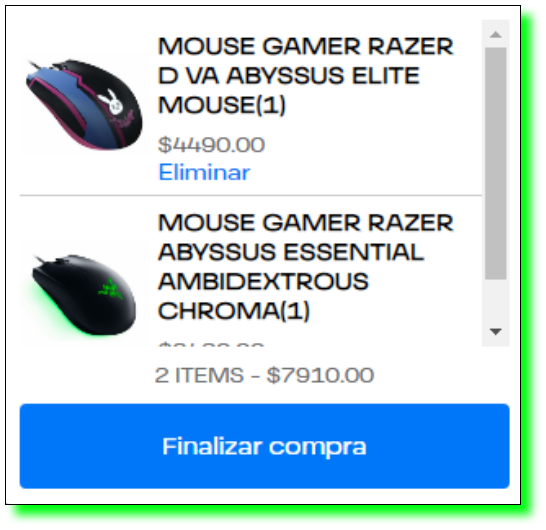 MOUSE GAMER RAZER
D VA ABYSSUS ELITE
MOUSE(1)
$4490.00
Eliminar
MOUSE GAMER RAZER
ABYSSUS ESSENTIAL
AMBIDEXTROUS
CHROMA(1)
2 ITEMS - $7910.00
Finalizar compra